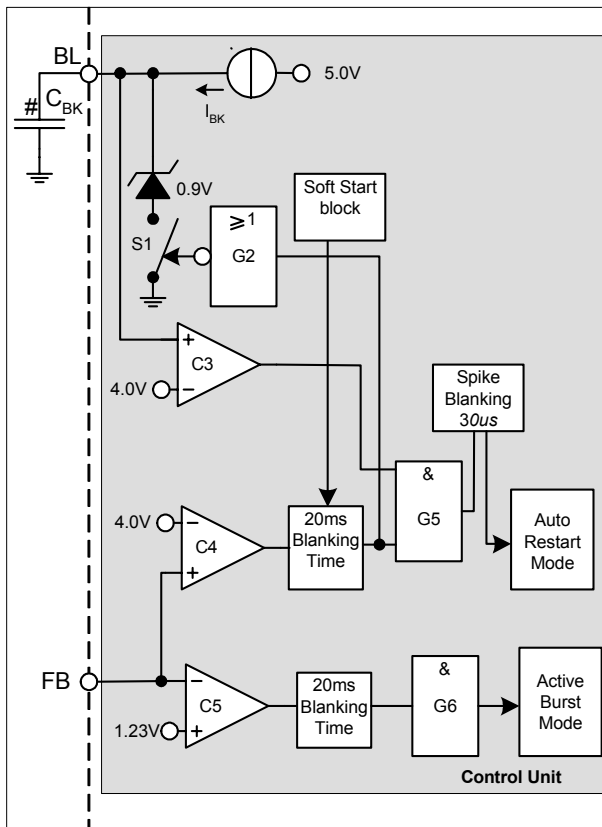 BL
5.0V
# CBK
IBK
0.9V
Soft Start
block
S1
≥1
G2
+
C3
4.0V
−
Spike
Blanking
30us
&
G5
4.0V
−
C4
+
20ms
Blanking
Time
Auto
Restart
Mode
FB
−
C5
1.23V
+
20ms
Blanking
Time
&
G6
Active
Burst
Mode
Control Unit